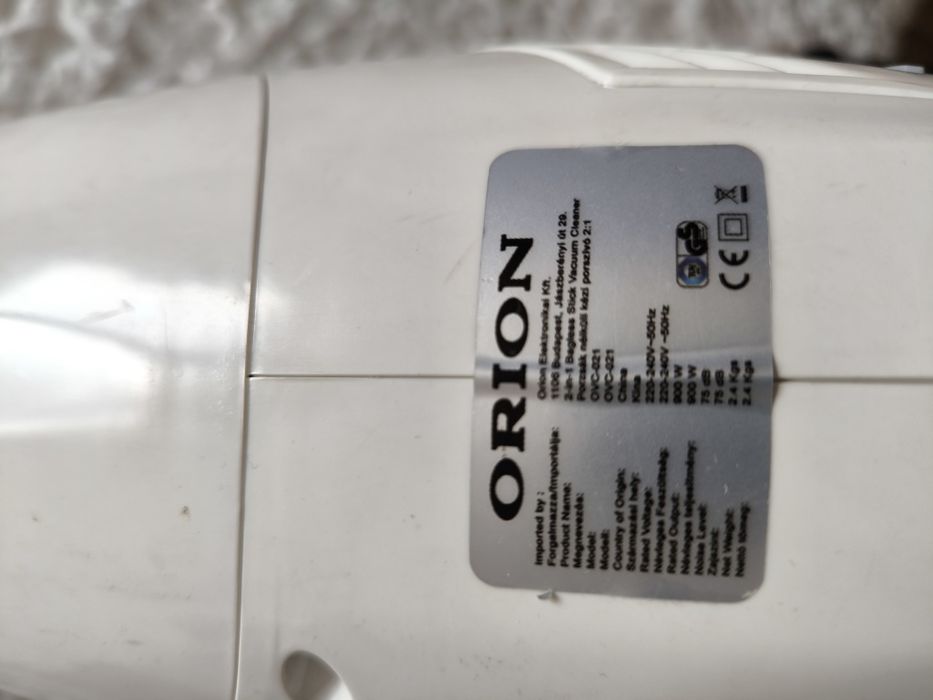 ORION
Imported by : Orion Elektronikai Kft.
Forgalmazza/Importálja: 1106 Budapest, Jászberényi út 29.
Product Name: 2-in-1 Bagless Stick Vacuum Cleaner
Megnevezés: Porzsák nélküli kézi porszívó 2:1
Model: OVC-021
Modell: OVC-021
Country of Origin: China
Származási hely: Kína
Rated Voltage: 220-240V~50Hz
Névleges Feszültség: 220-240V ~50Hz
Rated Output: 900 W
Névleges teljesítmény: 900 W
Noise Level: 75 dB
Zajszint: 75 dB
Net Weight: 2.4 Kgs
Nettó tömeg: 2.4 Kgs
GS
CE